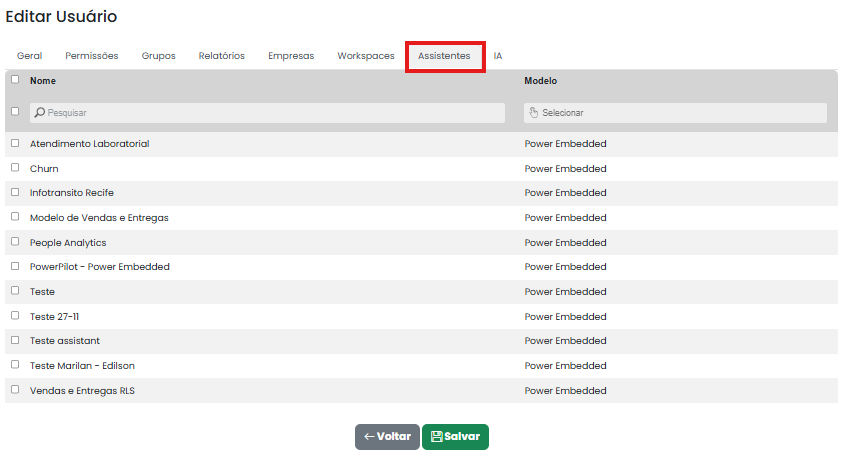 Editar Usuário
Geral Permissões Grupos Relatórios Empresas Workspaces Assistentes IA
Nome Modelo
Pesquisar Selecionar
Atendimento Laboratorial Power Embedded
Churn Power Embedded
Infotransito Recife Power Embedded
Modelo de Vendas e Entregas Power Embedded
People Analytics Power Embedded
PowerPilot - Power Embedded Power Embedded
Teste Power Embedded
Teste 27-11 Power Embedded
Teste assistant Power Embedded
Teste Marilan - Edilson Power Embedded
Vendas e Entregas RLS Power Embedded
Voltar Salvar